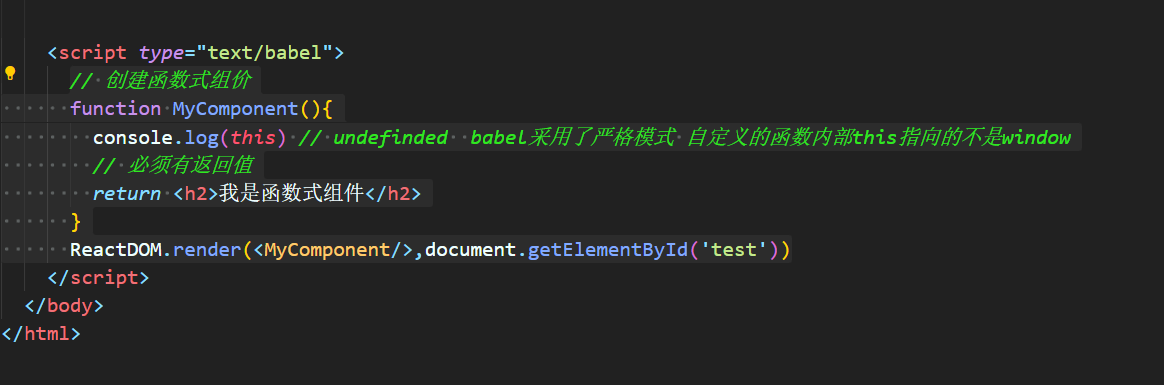 <script type="text/babel">
// 创建函数式组价
function MyComponent(){
console.log(this) // undefinded  babel采用了严格模式 自定义的函数内部this指向的不是window
// 必须有返回值
return <h2>我是函数式组件</h2>
}
ReactDOM.render(<MyComponent/>,document.getElementById('test'))
</script>
</body>
</html>